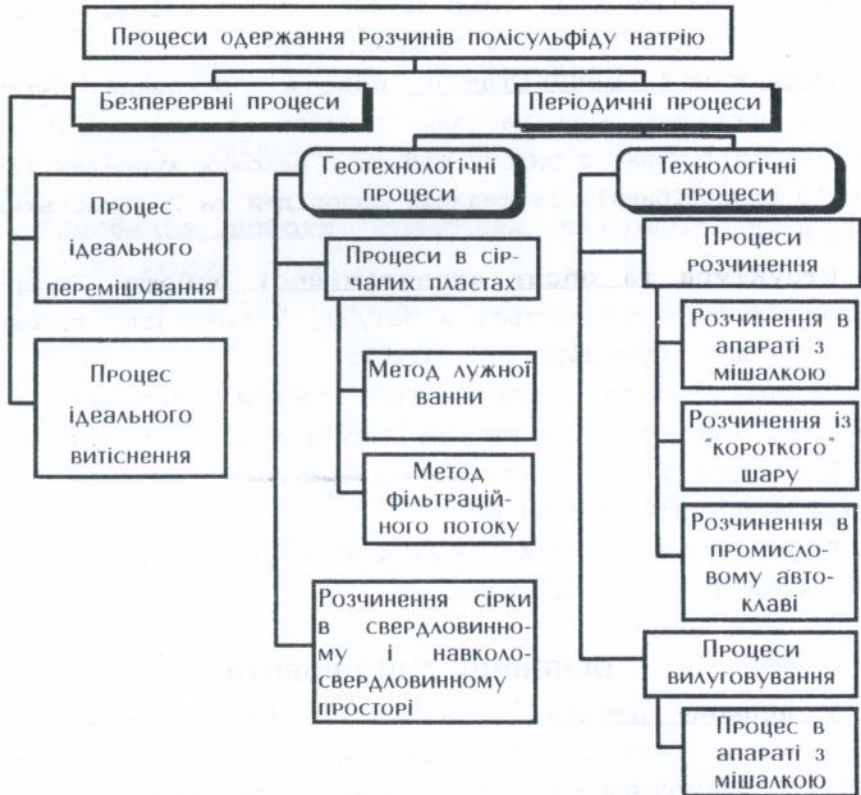 Процеси одержання розчинів полісульфіду натрію
Безперервні процеси
Періодичні процеси
Геотехнологічні
процеси
Технологічні
процеси
Процес
ідеального
перемішування
Процес
ідеального
витіснення
Процеси в сір-
чаних пластах
Метод лужної
ванни
Метод
фільтрацій-
ного потоку
Розчинення сірки
в свердловинно-
му і навколо-
свердловинному
просторі
Процеси
розчинення
Розчинення в
апараті з
мішалкою
Розчинення із
“короткого”
шару
Розчинення в
промисло-
вому авто-
клаві
Процеси
вилуговування
Процес в
апараті з
мішалкою